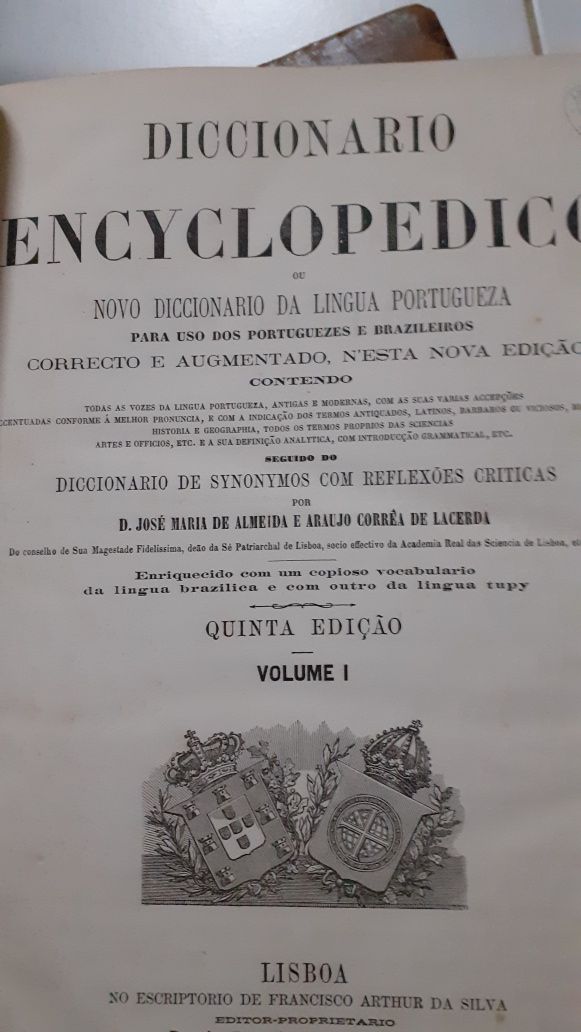 DICCIONARIO
ENCYCLOPEDICO
OU
NOVO DICCIONARIO DA LINGUA PORTUGUEZA
PARA USO DOS PORTUGUEZES E BRAZILEIROS
CORRECTO E AUGMENTADO, N'ESTA NOVA EDIÇÃO
CONTENDO
TODAS AS VOZES DA LINGUA PORTUGUEZA, ANTIGAS E MODERNAS, COM AS SUAS VARIAS ACCEPÇÕES
CCENTUADAS CONFORME Á MELHOR PRONUNCIA, E COM A INDICAÇÃO DOS TERMOS ANTIQUADOS, LATINOS, BARBAROS OU VICIOSOS,
HISTORIA E GEOGRAPHIA, TODOS OS TERMOS PROPRIOS DAS SCIENCIAS
ARTES E OFFICIOS, ETC. E A SUA DEFINIÇÃO ANALYTICA, COM INTRODUCÇÃO GRAMMATICAL, ETC.
SEGUIDO DO
DICCIONARIO DE SYNONYMOS COM REFLEXÕES CRITICAS
POR
D. JOSÉ MARIA DE ALMEIDA E ARAUJO CORRÊA DE LACERDA
Do conselho de Sua Magestade Fidelissima, deão da Sé Patriarchal de Lisboa, socio effectivo da Academia Real das Sciencia de Lisboa,
Enriquecido com um copioso vocabulario
da lingua brazilica e com outro da lingua tupy
QUINTA EDIÇÃO
VOLUME I
LISBOA
NO ESCRIPTORIO DE FRANCISCO ARTHUR DA SILVA
EDITOR-PROPRIETARIO